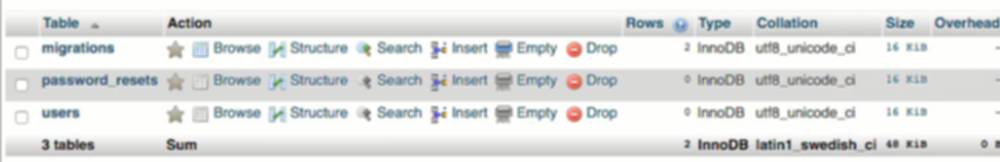 Table Action Rows Type Collation Size Overhead
migrations Browse Structure Search Insert Empty Drop 2 InnoDB utf8_unicode_ci 16 KiB -
password_resets Browse Structure Search Insert Empty Drop 0 InnoDB utf8_unicode_ci 16 KiB -
users Browse Structure Search Insert Empty Drop 0 InnoDB utf8_unicode_ci 16 KiB -
3 tables Sum 2 InnoDB latin1_swedish_ci 48 KiB 0